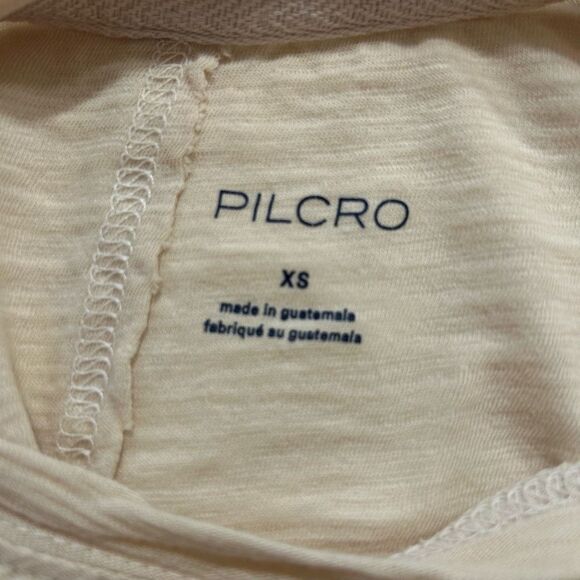 PILCRO
XS
made in guatemala
fabriqué au guatemala